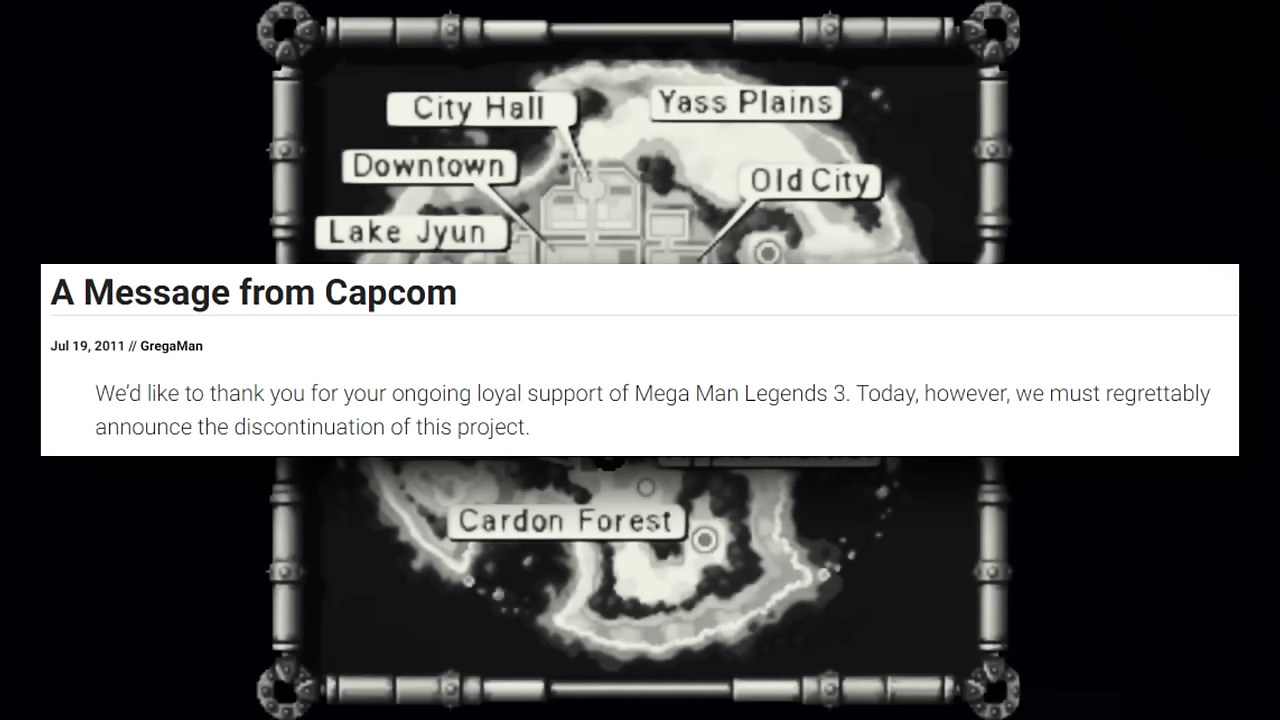 City Hall
Yass Plains
Downtown
Old City
Lake Jyun
A Message from Capcom
Jul 19, 2011 // GregaMan
We’d like to thank you for your ongoing loyal support of Mega Man Legends 3. Today, however, we must regrettably
announce the discontinuation of this project.
Cardon Forest